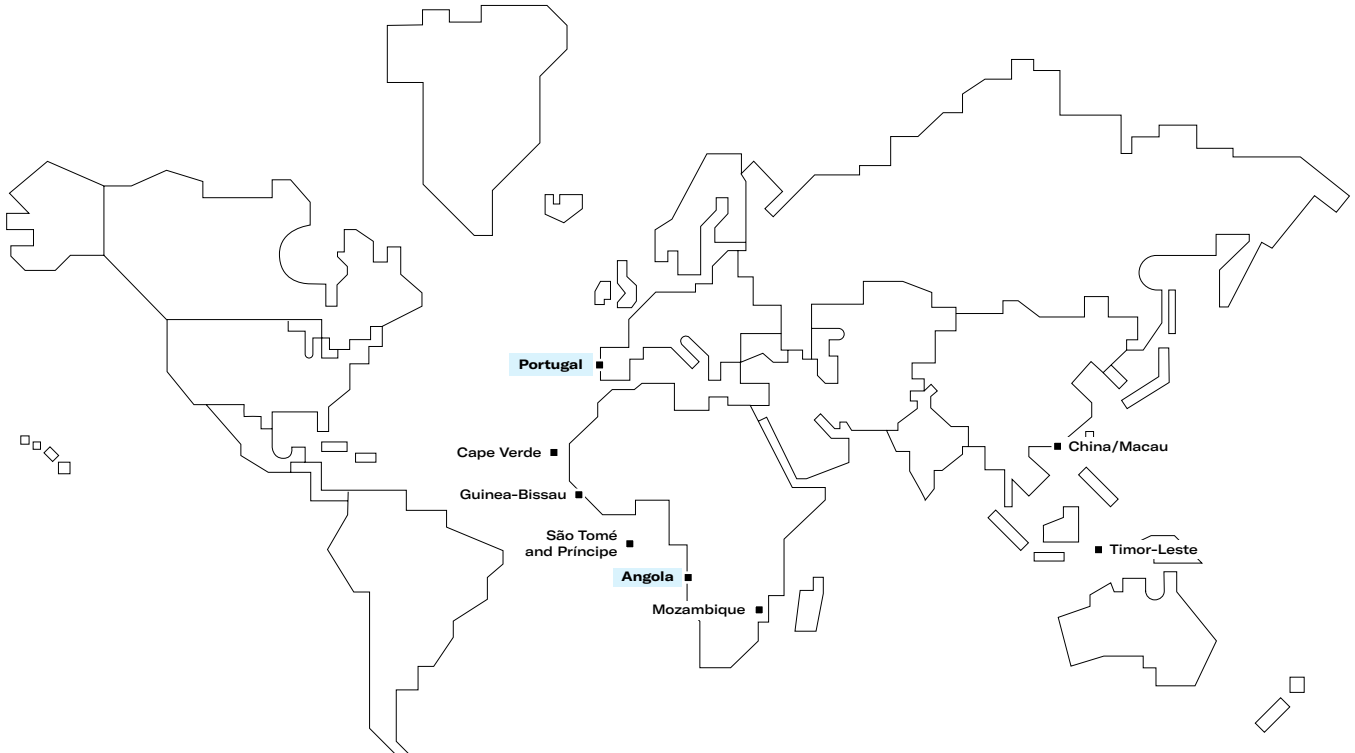 Portugal
Cape Verde
China/Macau
Guinea-Bissau
São Tomé
and Príncipe
Timor-Leste
Angola
Mozambique